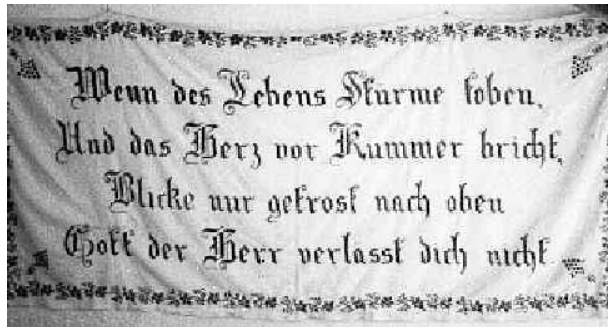 Wenn des Lebens Stürme toben,
Und das Herz vor Kummer bricht,
Blicke nur getrost nach oben
Gott der Herr verlasst dich nicht